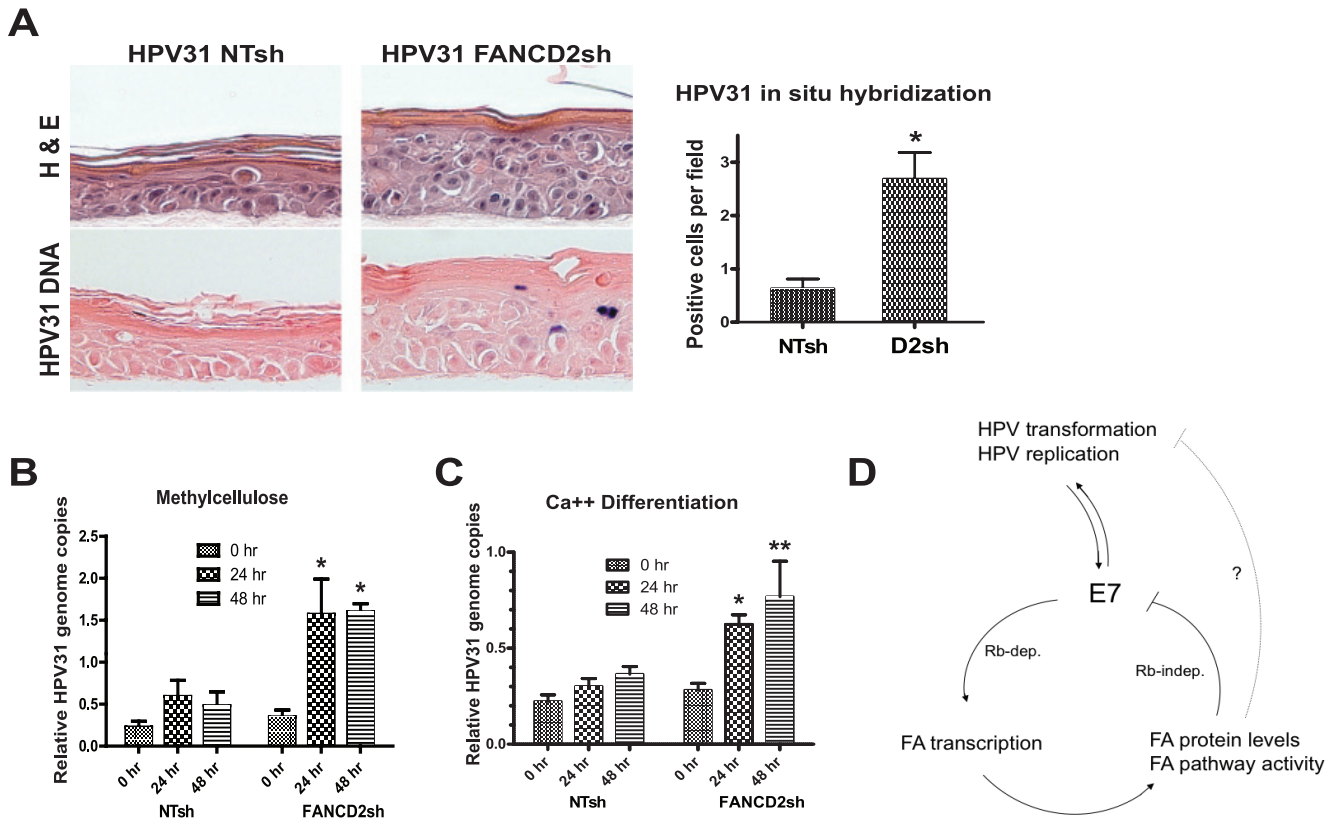 A
HPV31 NTsh
HPV31 FANCD2sh
H & E
HPV31 DNA
HPV31 in situ hybridization
Positive cells per field
3
2
1
0
*
NTsh
D2sh
B
Methylcellulose
Relative HPV31 genome copies
2.5
2.0
1.5
1.0
0.5
0.0
0 hr
24 hr
48 hr
*
*
0 hr
24 hr
48 hr
0 hr
24 hr
48 hr
NTsh
FANCD2sh
C
Ca++ Differentiation
Relative HPV31 genome copies
1.0
0.5
0.0
0 hr
24 hr
48 hr
*
**
0 hr
24 hr
48 hr
0 hr
24 hr
48 hr
NTsh
FANCD2sh
D
HPV transformation
HPV replication
?
E7
Rb-dep.
Rb-indep.
FA transcription
FA protein levels
FA pathway activity